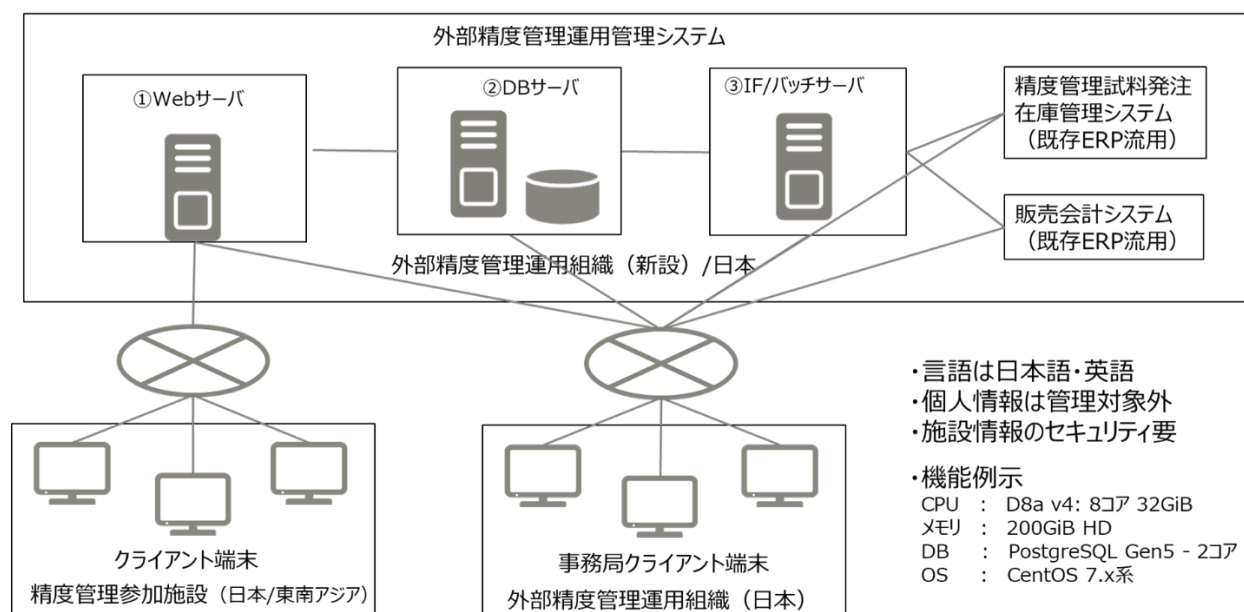 外部精度管理運用管理システム
①Webサーバ
②DBサーバ
③IF/バッチサーバ
精度管理試料発注
在庫管理システム
（既存ERP流用）
販売会計システム
（既存ERP流用）
外部精度管理運用組織（新設）/日本
・言語は日本語・英語
・個人情報は管理対象外
・施設情報のセキュリティ要
・機能例示
CPU : D8a v4: 8コア 32GiB
メモリ : 200GiB HD
DB : PostgreSQL Gen5 - 2コア
OS : CentOS 7.x系
クライアント端末
精度管理参加施設（日本/東南アジア）
事務局クライアント端末
外部精度管理運用組織（日本）